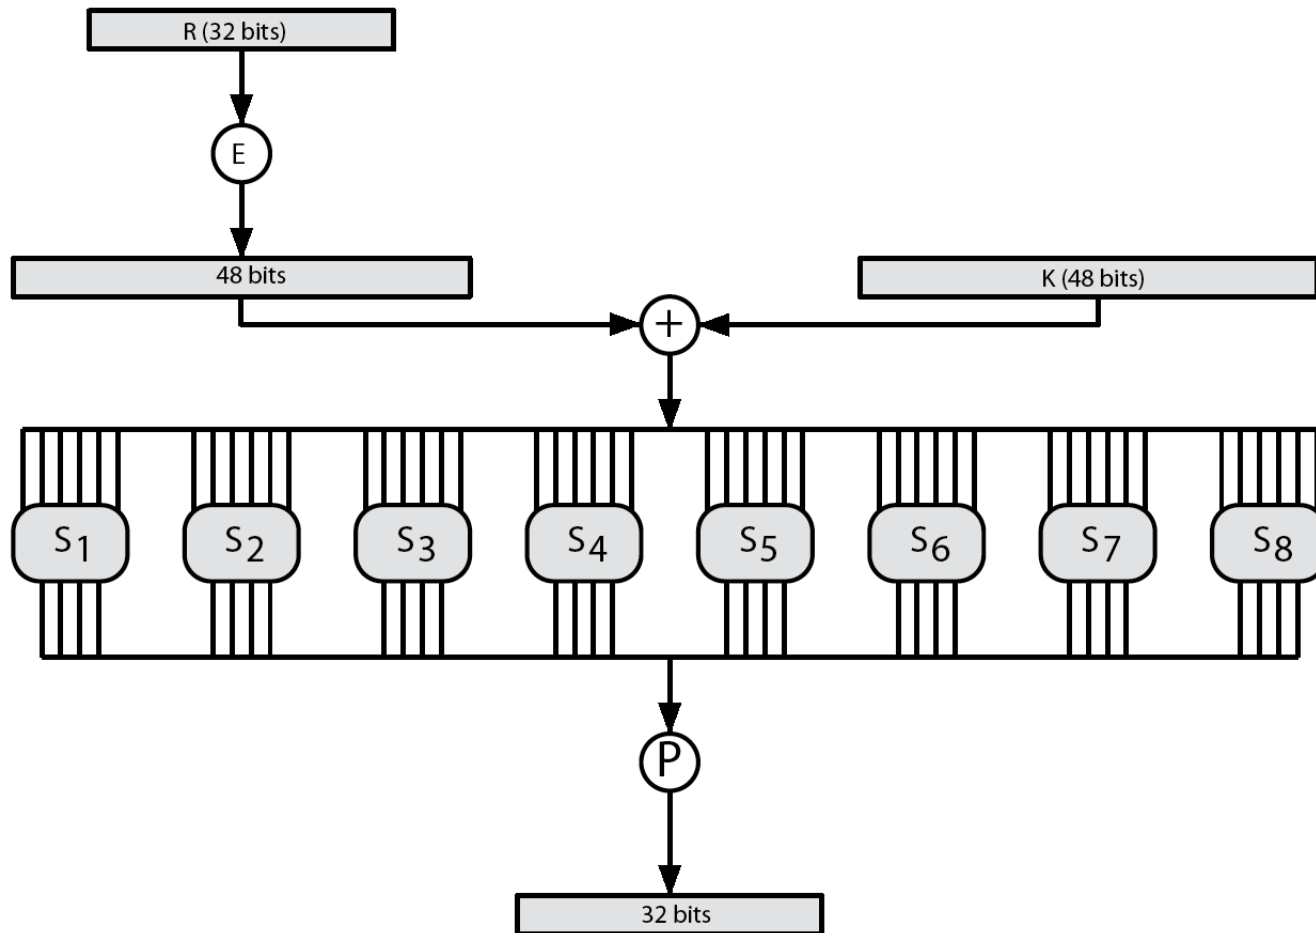 R (32 bits)
E
48 bits
K (48 bits)
+
S1 S2 S3 S4 S5 S6 S7 S8
P
32 bits